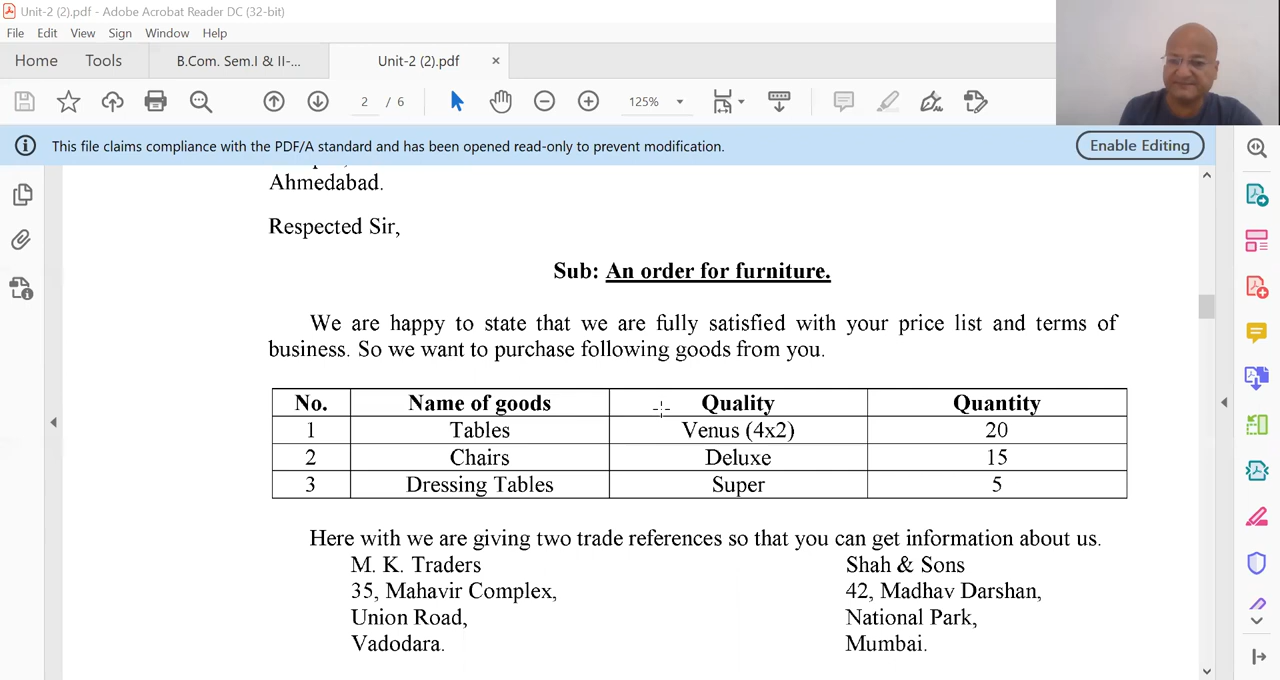 Unit-2 (2).pdf - Adobe Acrobat Reader DC (32-bit)
File Edit View Sign Window Help
Home Tools B.Com. Sem.I & II-... Unit-2 (2).pdf ×
2 / 6 125%
This file claims compliance with the PDF/A standard and has been opened read-only to prevent modification. Enable Editing
Ahmedabad.
Respected Sir,
Sub: An order for furniture.
We are happy to state that we are fully satisfied with your price list and terms of
business. So we want to purchase following goods from you.
No. Name of goods Quality Quantity
1 Tables Venus (4x2) 20
2 Chairs Deluxe 15
3 Dressing Tables Super 5
Here with we are giving two trade references so that you can get information about us.
M. K. Traders Shah & Sons
35, Mahavir Complex, 42, Madhav Darshan,
Union Road, National Park,
Vadodara. Mumbai.